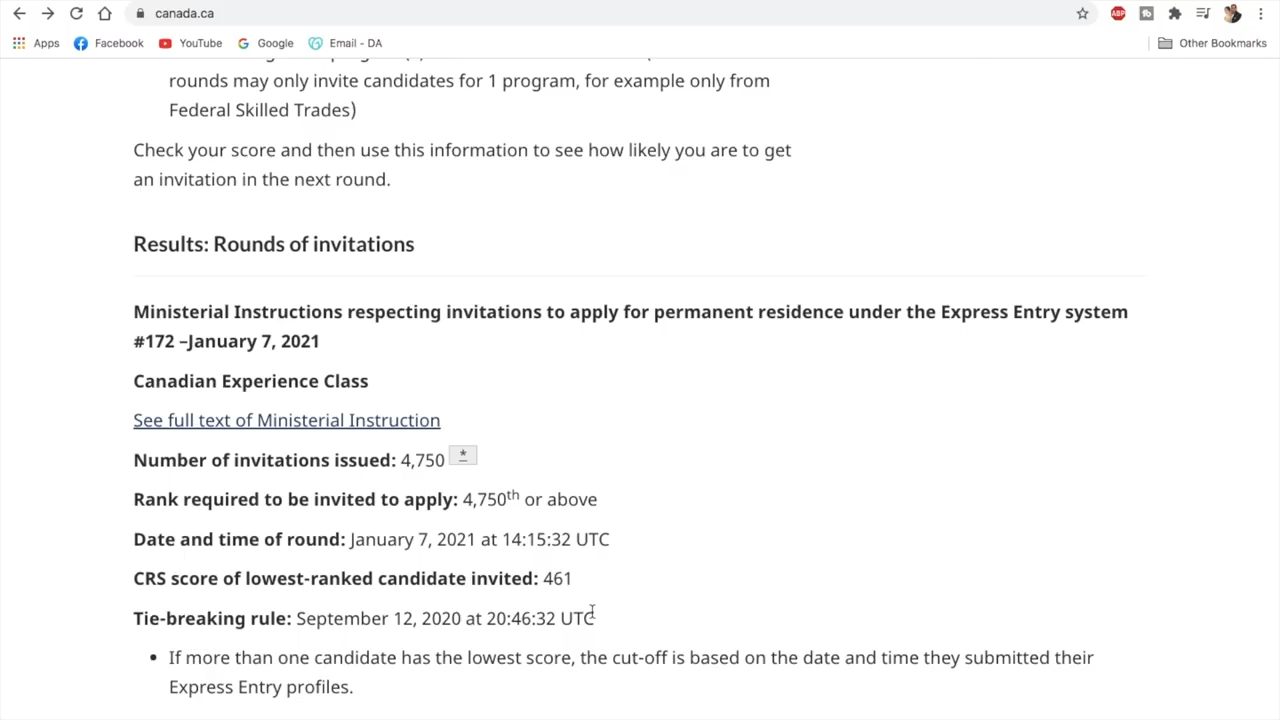 canada.ca
ABP
Apps Facebook YouTube Google Email - DA Other Bookmarks
rounds may only invite candidates for 1 program, for example only from
Federal Skilled Trades)
Check your score and then use this information to see how likely you are to get
an invitation in the next round.
Results: Rounds of invitations
Ministerial Instructions respecting invitations to apply for permanent residence under the Express Entry system
#172 –January 7, 2021
Canadian Experience Class
See full text of Ministerial Instruction
Number of invitations issued: 4,750 *
Rank required to be invited to apply: 4,750th or above
Date and time of round: January 7, 2021 at 14:15:32 UTC
CRS score of lowest-ranked candidate invited: 461
Tie-breaking rule: September 12, 2020 at 20:46:32 UTC
• If more than one candidate has the lowest score, the cut-off is based on the date and time they submitted their
Express Entry profiles.